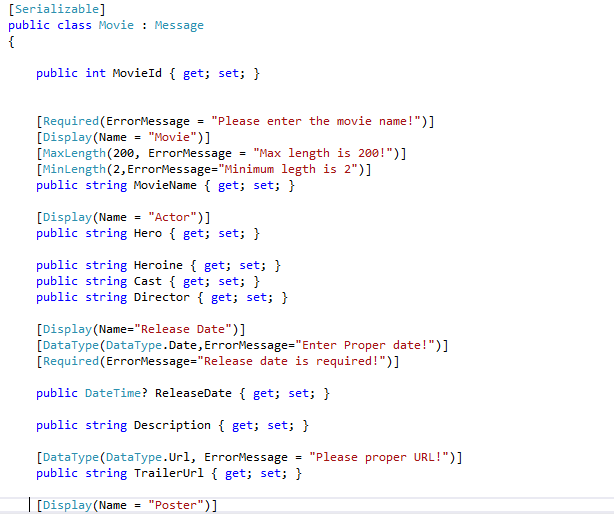 [Serializable]
public class Movie : Message
{
public int MovieId { get; set; }
[Required(ErrorMessage = "Please enter the movie name!")]
[Display(Name = "Movie")]
[MaxLength(200, ErrorMessage = "Max length is 200!")]
[MinLength(2,ErrorMessage="Minimum legth is 2")]
public string MovieName { get; set; }
[Display(Name = "Actor")]
public string Hero { get; set; }
public string Heroine { get; set; }
public string Cast { get; set; }
public string Director { get; set; }
[Display(Name="Release Date")]
[DataType(DataType.Date,ErrorMessage="Enter Proper date!")]
[Required(ErrorMessage="Release date is required!")]
public DateTime? ReleaseDate { get; set; }
public string Description { get; set; }
[DataType(DataType.Url, ErrorMessage = "Please proper URL!")]
public string TrailerUrl { get; set; }
[Display(Name = "Poster")]